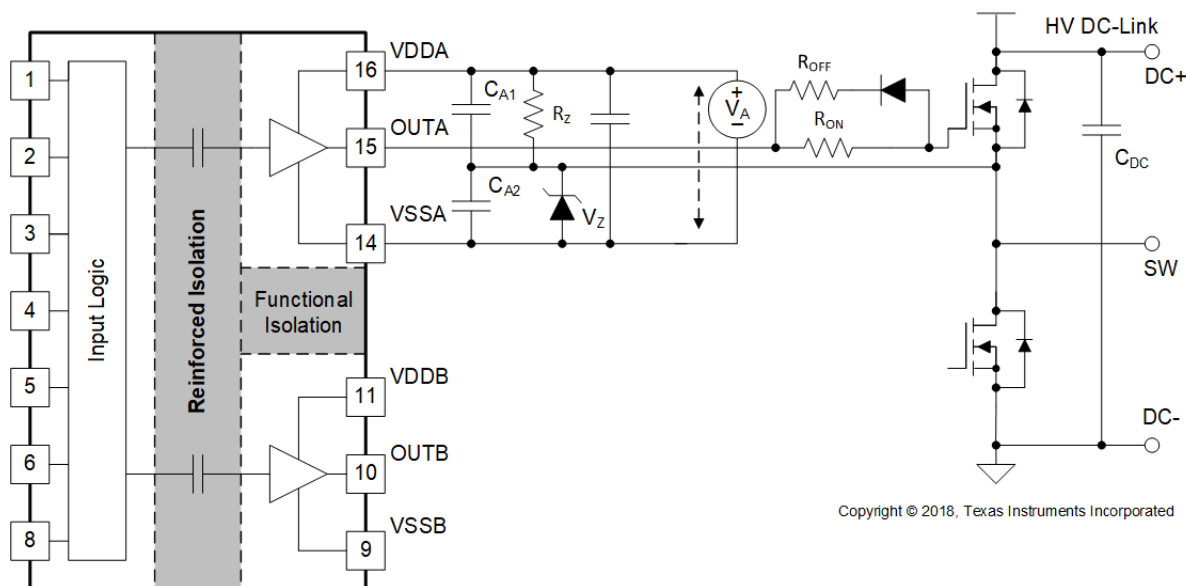 1
2
3
4
5
6
8
Input Logic
Reinforced Isolation
Functional
Isolation
VDDA
16
OUTA
15
VSSA
14
VDDB
11
OUTB
10
VSSB
9
CA1
RZ
CA2
VZ
+
VA
−
ROFF
RON
HV DC-Link
DC+
CDC
SW
DC-
Copyright © 2018, Texas Instruments Incorporated